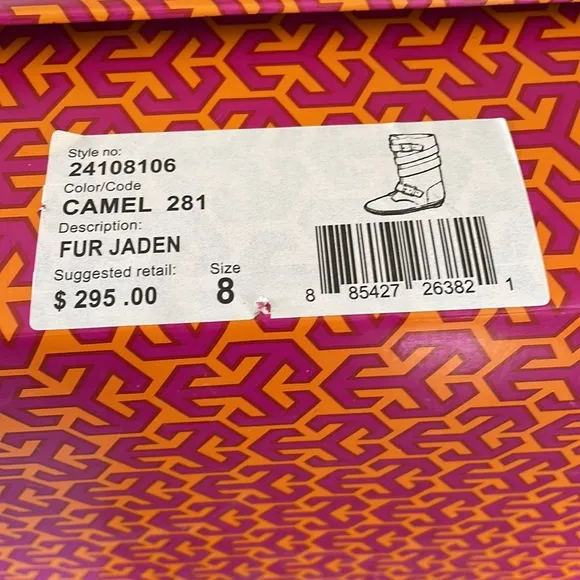 Style no:
24108106
Color/Code
CAMEL 281
Description:
FUR JADEN
Suggested retail: Size
$ 295 .00 8
8 85427 26382 1